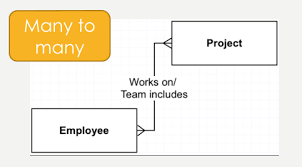 Many to
many
Project
Works on/
Team includes
Employee